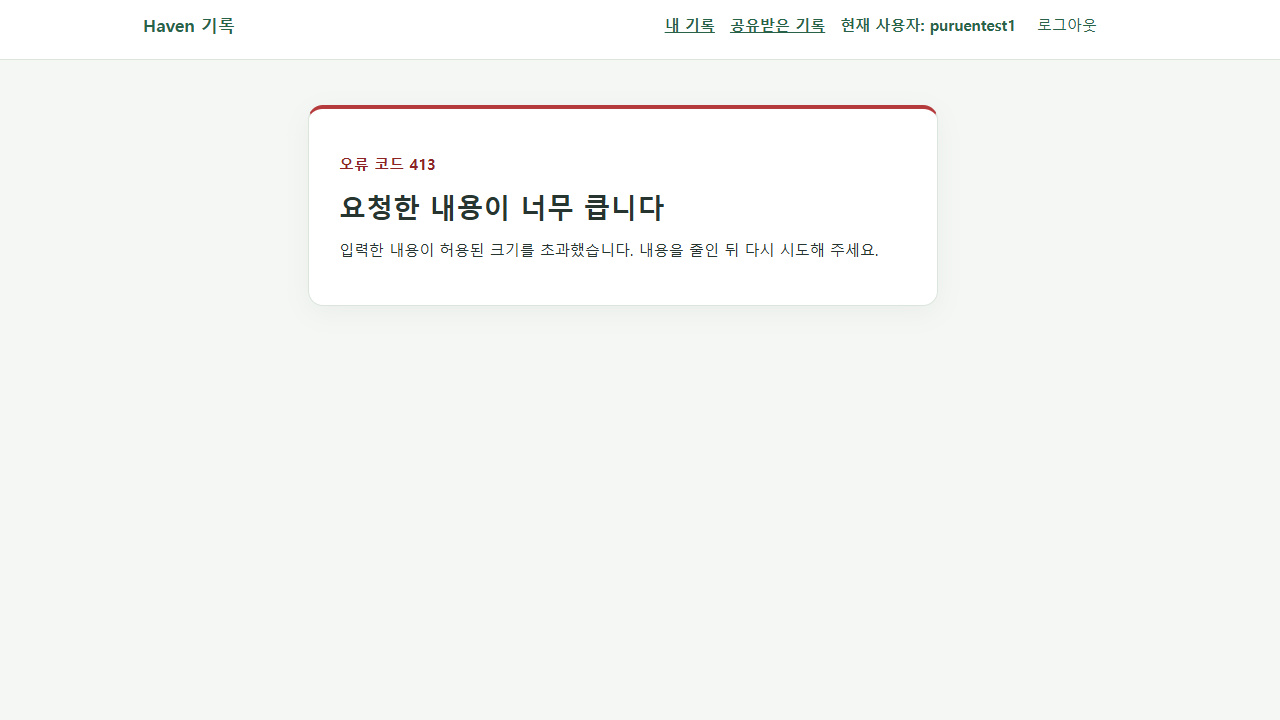 Haven 기록
내 기록 공유받은 기록 현재 사용자: puruentest1 로그아웃
오류 코드 413
요청한 내용이 너무 큽니다
입력한 내용이 허용된 크기를 초과했습니다. 내용을 줄인 뒤 다시 시도해 주세요.